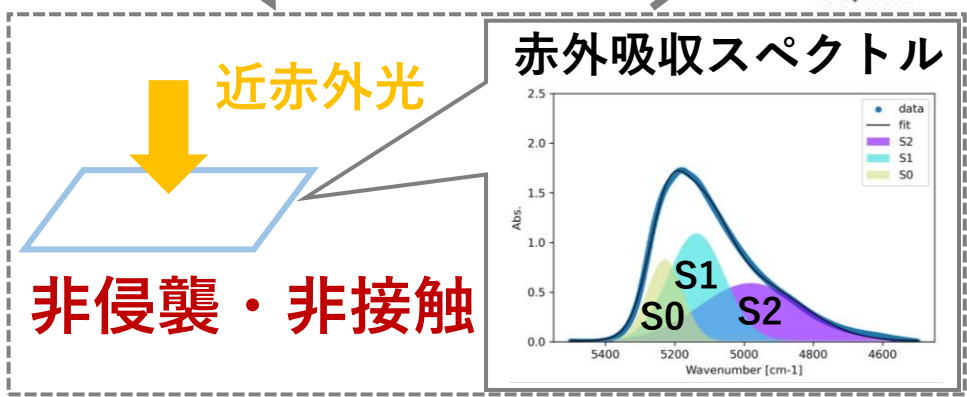 近赤外光
非侵襲・非接触
赤外吸収スペクトル
2.5
2.0
1.5
1.0
0.5
0.0
Abs.
data
fit
S2
S1
S0
S1
S0
S2
5400 5200 5000 4800 4600
Wavenumber [cm-1]